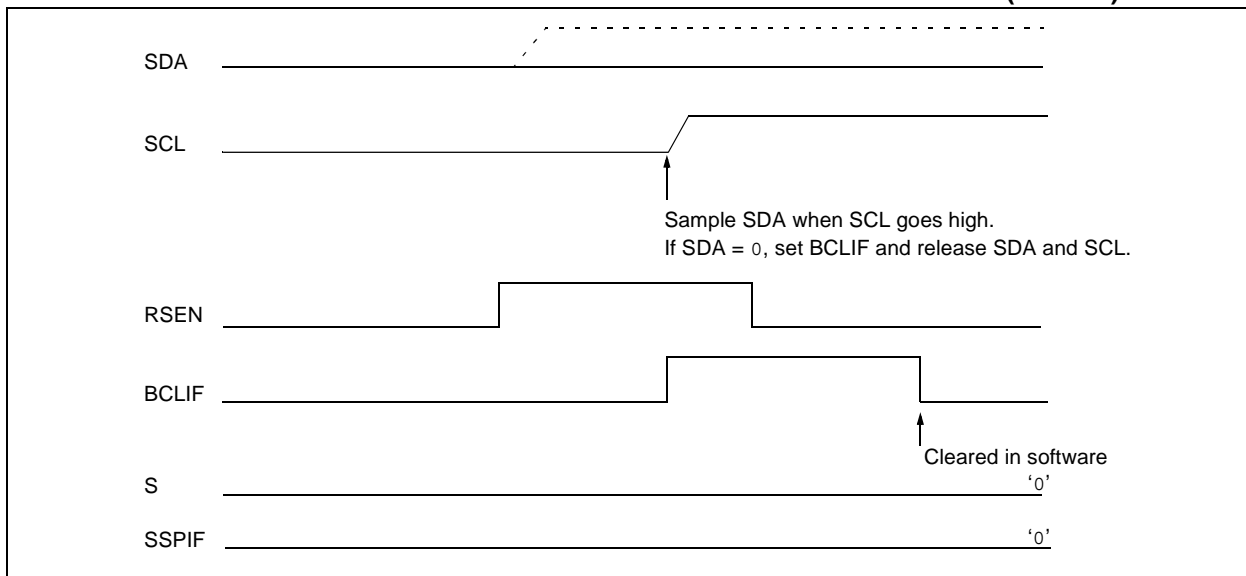 SDA
SCL
Sample SDA when SCL goes high.
If SDA = 0, set BCLIF and release SDA and SCL.
RSEN
BCLIF
Cleared in software
S
‘0’
SSPIF
‘0’